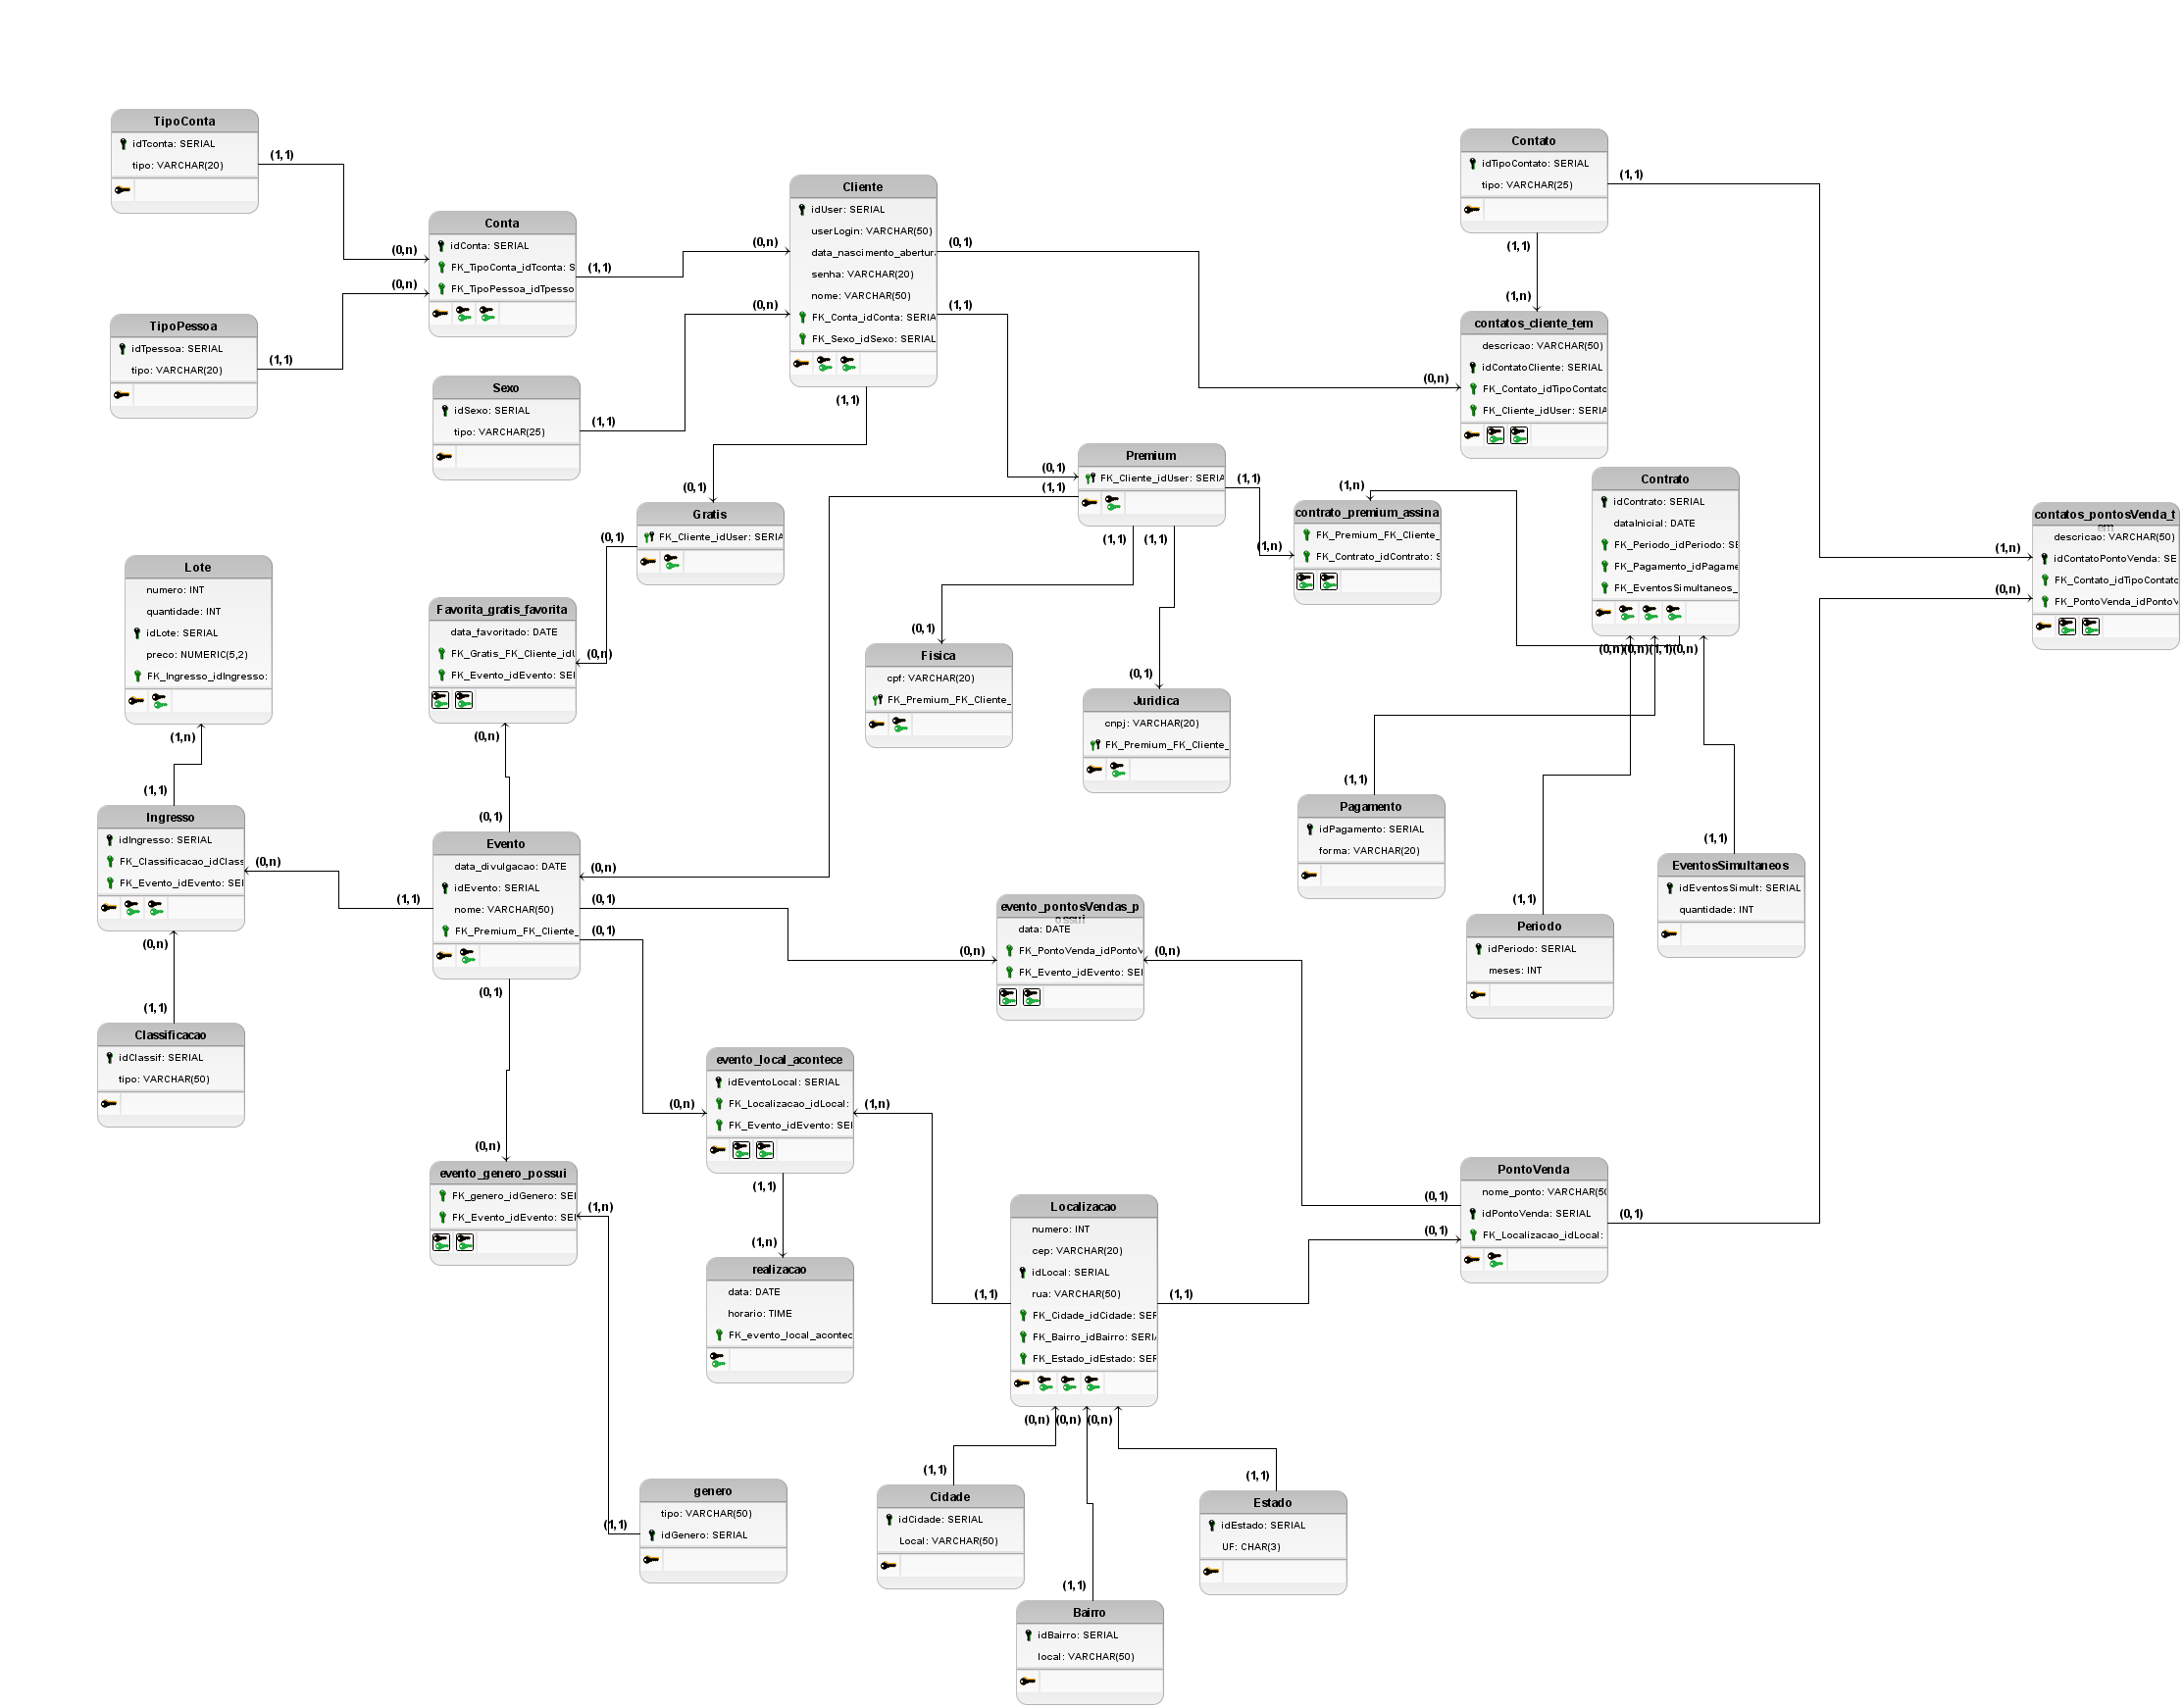 TipoConta
idTconta: SERIAL
tipo: VARCHAR(20)
(1,1)
(0,n)
TipoPessoa
idTpessoa: SERIAL
tipo: VARCHAR(20)
(1,1)
(0,n)
Conta
idConta: SERIAL
FK_TipoConta_idTconta: S
FK_TipoPessoa_idTpesso
(1,1)
(0,n)
Sexo
idSexo: SERIAL
tipo: VARCHAR(25)
(1,1)
(0,n)
Cliente
idUser: SERIAL
userLogin: VARCHAR(50)
data_nascimento_abertur
senha: VARCHAR(20)
nome: VARCHAR(50)
FK_Conta_idConta: SERIA
FK_Sexo_idSexo: SERIAL
(0,1)
(1,1)
(1,1)
Contato
idTipoContato: SERIAL
tipo: VARCHAR(25)
(1,1)
(1,1)
(1,n)
contatos_cliente_tem
descricao: VARCHAR(50)
idContatoCliente: SERIAL
FK_Contato_idTipoContato
FK_Cliente_idUser: SERIA
(0,n)
Premium
FK_Cliente_idUser: SERIA
(0,1)
(1,1)
(1,1)
(1,1)
(1,1)
Gratis
FK_Cliente_idUser: SERIA
(0,1)
(0,1)
contrato_premium_assina
FK_Premium_FK_Cliente_
FK_Contrato_idContrato: S
(1,n)
(1,n)
Contrato
idContrato: SERIAL
dataInicial: DATE
FK_Periodo_idPeriodo: SE
FK_Pagamento_idPagame
FK_EventosSimultaneos_
(0,n)(0,n)(1,1)(0,n)
contatos_pontosVenda_t
em
descricao: VARCHAR(50)
idContatoPontoVenda: SE
FK_Contato_idTipoContato
FK_PontoVenda_idPontoV
(1,n)
(0,n)
Lote
numero: INT
quantidade: INT
idLote: SERIAL
preco: NUMERIC(5,2)
FK_Ingresso_idIngresso:
(1,n)
(1,1)
Favorita_gratis_favorita
data_favoritado: DATE
FK_Gratis_FK_Cliente_idU
FK_Evento_idEvento: SEI
(0,n)
(0,n)
(0,1)
Fisica
cpf: VARCHAR(20)
FK_Premium_FK_Cliente_
(0,1)
Juridica
cnpj: VARCHAR(20)
FK_Premium_FK_Cliente_
(0,1)
Pagamento
idPagamento: SERIAL
forma: VARCHAR(20)
(1,1)
Periodo
idPeriodo: SERIAL
meses: INT
(1,1)
EventosSimultaneos
idEventosSimult: SERIAL
quantidade: INT
(1,1)
Ingresso
idIngresso: SERIAL
FK_Classificacao_idClass
FK_Evento_idEvento: SEI
(0,n)
(0,n)
(1,1)
Evento
data_divulgacao: DATE
idEvento: SERIAL
nome: VARCHAR(50)
FK_Premium_FK_Cliente_
(1,1)
(0,n)
(0,1)
(0,1)
(0,1)
Classificacao
idClassif: SERIAL
tipo: VARCHAR(50)
evento_pontosVendas_p
ossui
data: DATE
FK_PontoVenda_idPontoV
FK_Evento_idEvento: SEI
(0,n)
(0,n)
evento_local_acontece
idEventoLocal: SERIAL
FK_Localizacao_idLocal:
FK_Evento_idEvento: SEI
(0,n)
(1,n)
(1,1)
(1,n)
evento_genero_possui
FK_genero_idGenero: SEI
FK_Evento_idEvento: SEI
(0,n)
(1,n)
realizacao
data: DATE
horario: TIME
FK_evento_local_acontec
Localizacao
numero: INT
cep: VARCHAR(20)
idLocal: SERIAL
rua: VARCHAR(50)
FK_Cidade_idCidade: SER
FK_Bairro_idBairro: SERIA
FK_Estado_idEstado: SER
(1,1)
(1,1)
(0,n) (0,n) (0,n)
PontoVenda
nome_ponto: VARCHAR(50
idPontoVenda: SERIAL
FK_Localizacao_idLocal:
(0,1)
(0,1)
(0,1)
genero
tipo: VARCHAR(50)
idGenero: SERIAL
(1,1)
Cidade
idCidade: SERIAL
Local: VARCHAR(50)
(1,1)
Estado
idEstado: SERIAL
UF: CHAR(3)
(1,1)
Bairro
idBairro: SERIAL
local: VARCHAR(50)
(1,1)